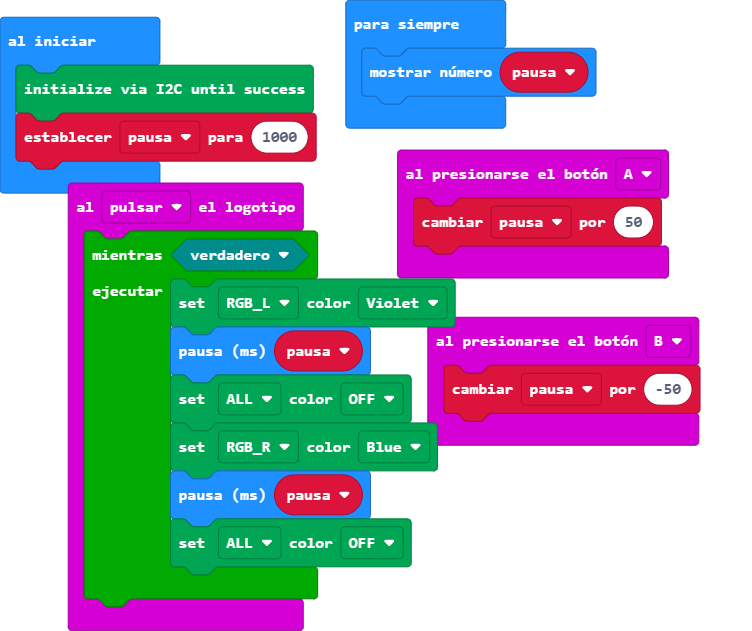 al iniciar
initialize via I2C until success
establecer pausa para 1000
para siempre
mostrar número pausa
al presionarse el botón A
cambiar pausa por 50
al pulsar el logotipo
mientras verdadero
ejecutar
set RGB_L color Violet
pausa (ms) pausa
set ALL color OFF
set RGB_R color Blue
pausa (ms) pausa
set ALL color OFF
al presionarse el botón B
cambiar pausa por -50